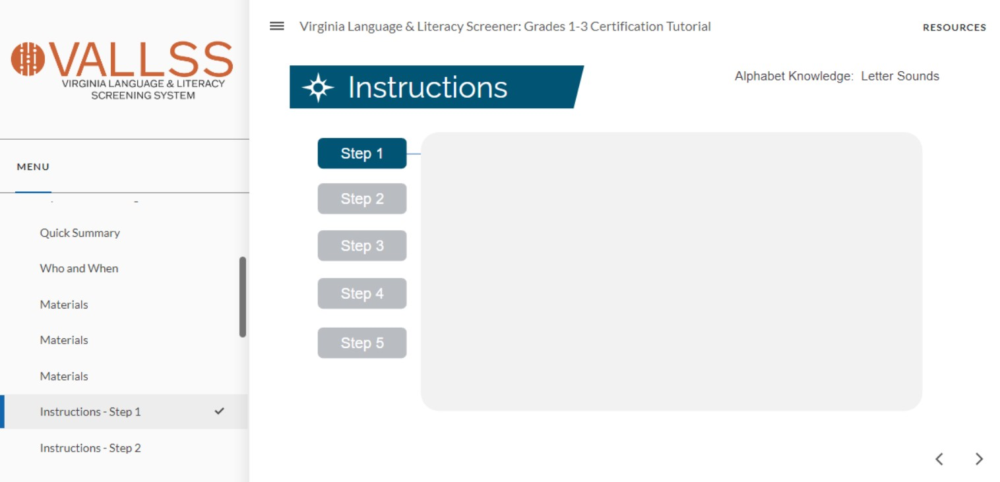 VALLSS
VIRGINIA LANGUAGE & LITERACY
SCREENING SYSTEM
MENU
Quick Summary
Who and When
Materials
Materials
Materials
Instructions - Step 1
Instructions - Step 2
Virginia Language & Literacy Screener: Grades 1-3 Certification Tutorial
RESOURCES
Instructions
Alphabet Knowledge: Letter Sounds
Step 1
Step 2
Step 3
Step 4
Step 5